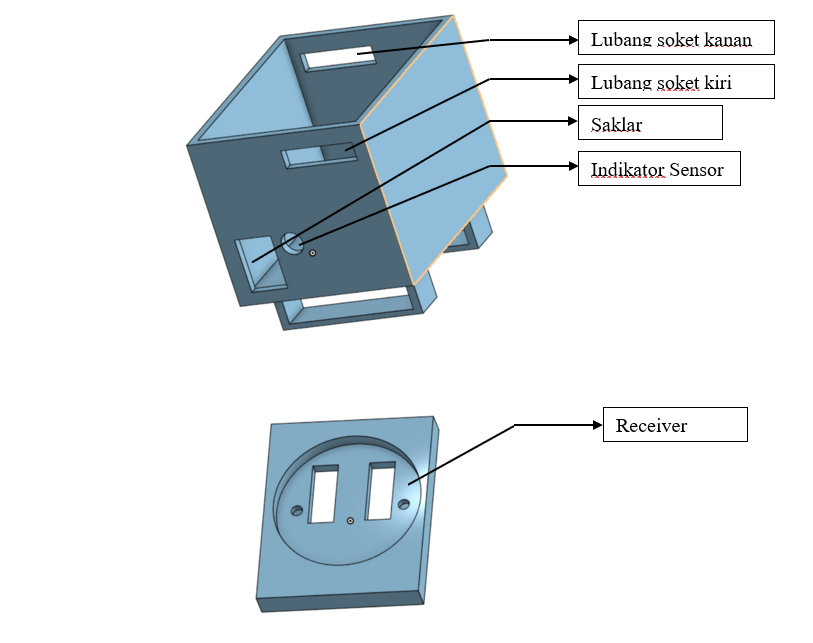 Lubang soket kanan
Lubang soket kiri
Saklar
Indikator Sensor
Receiver